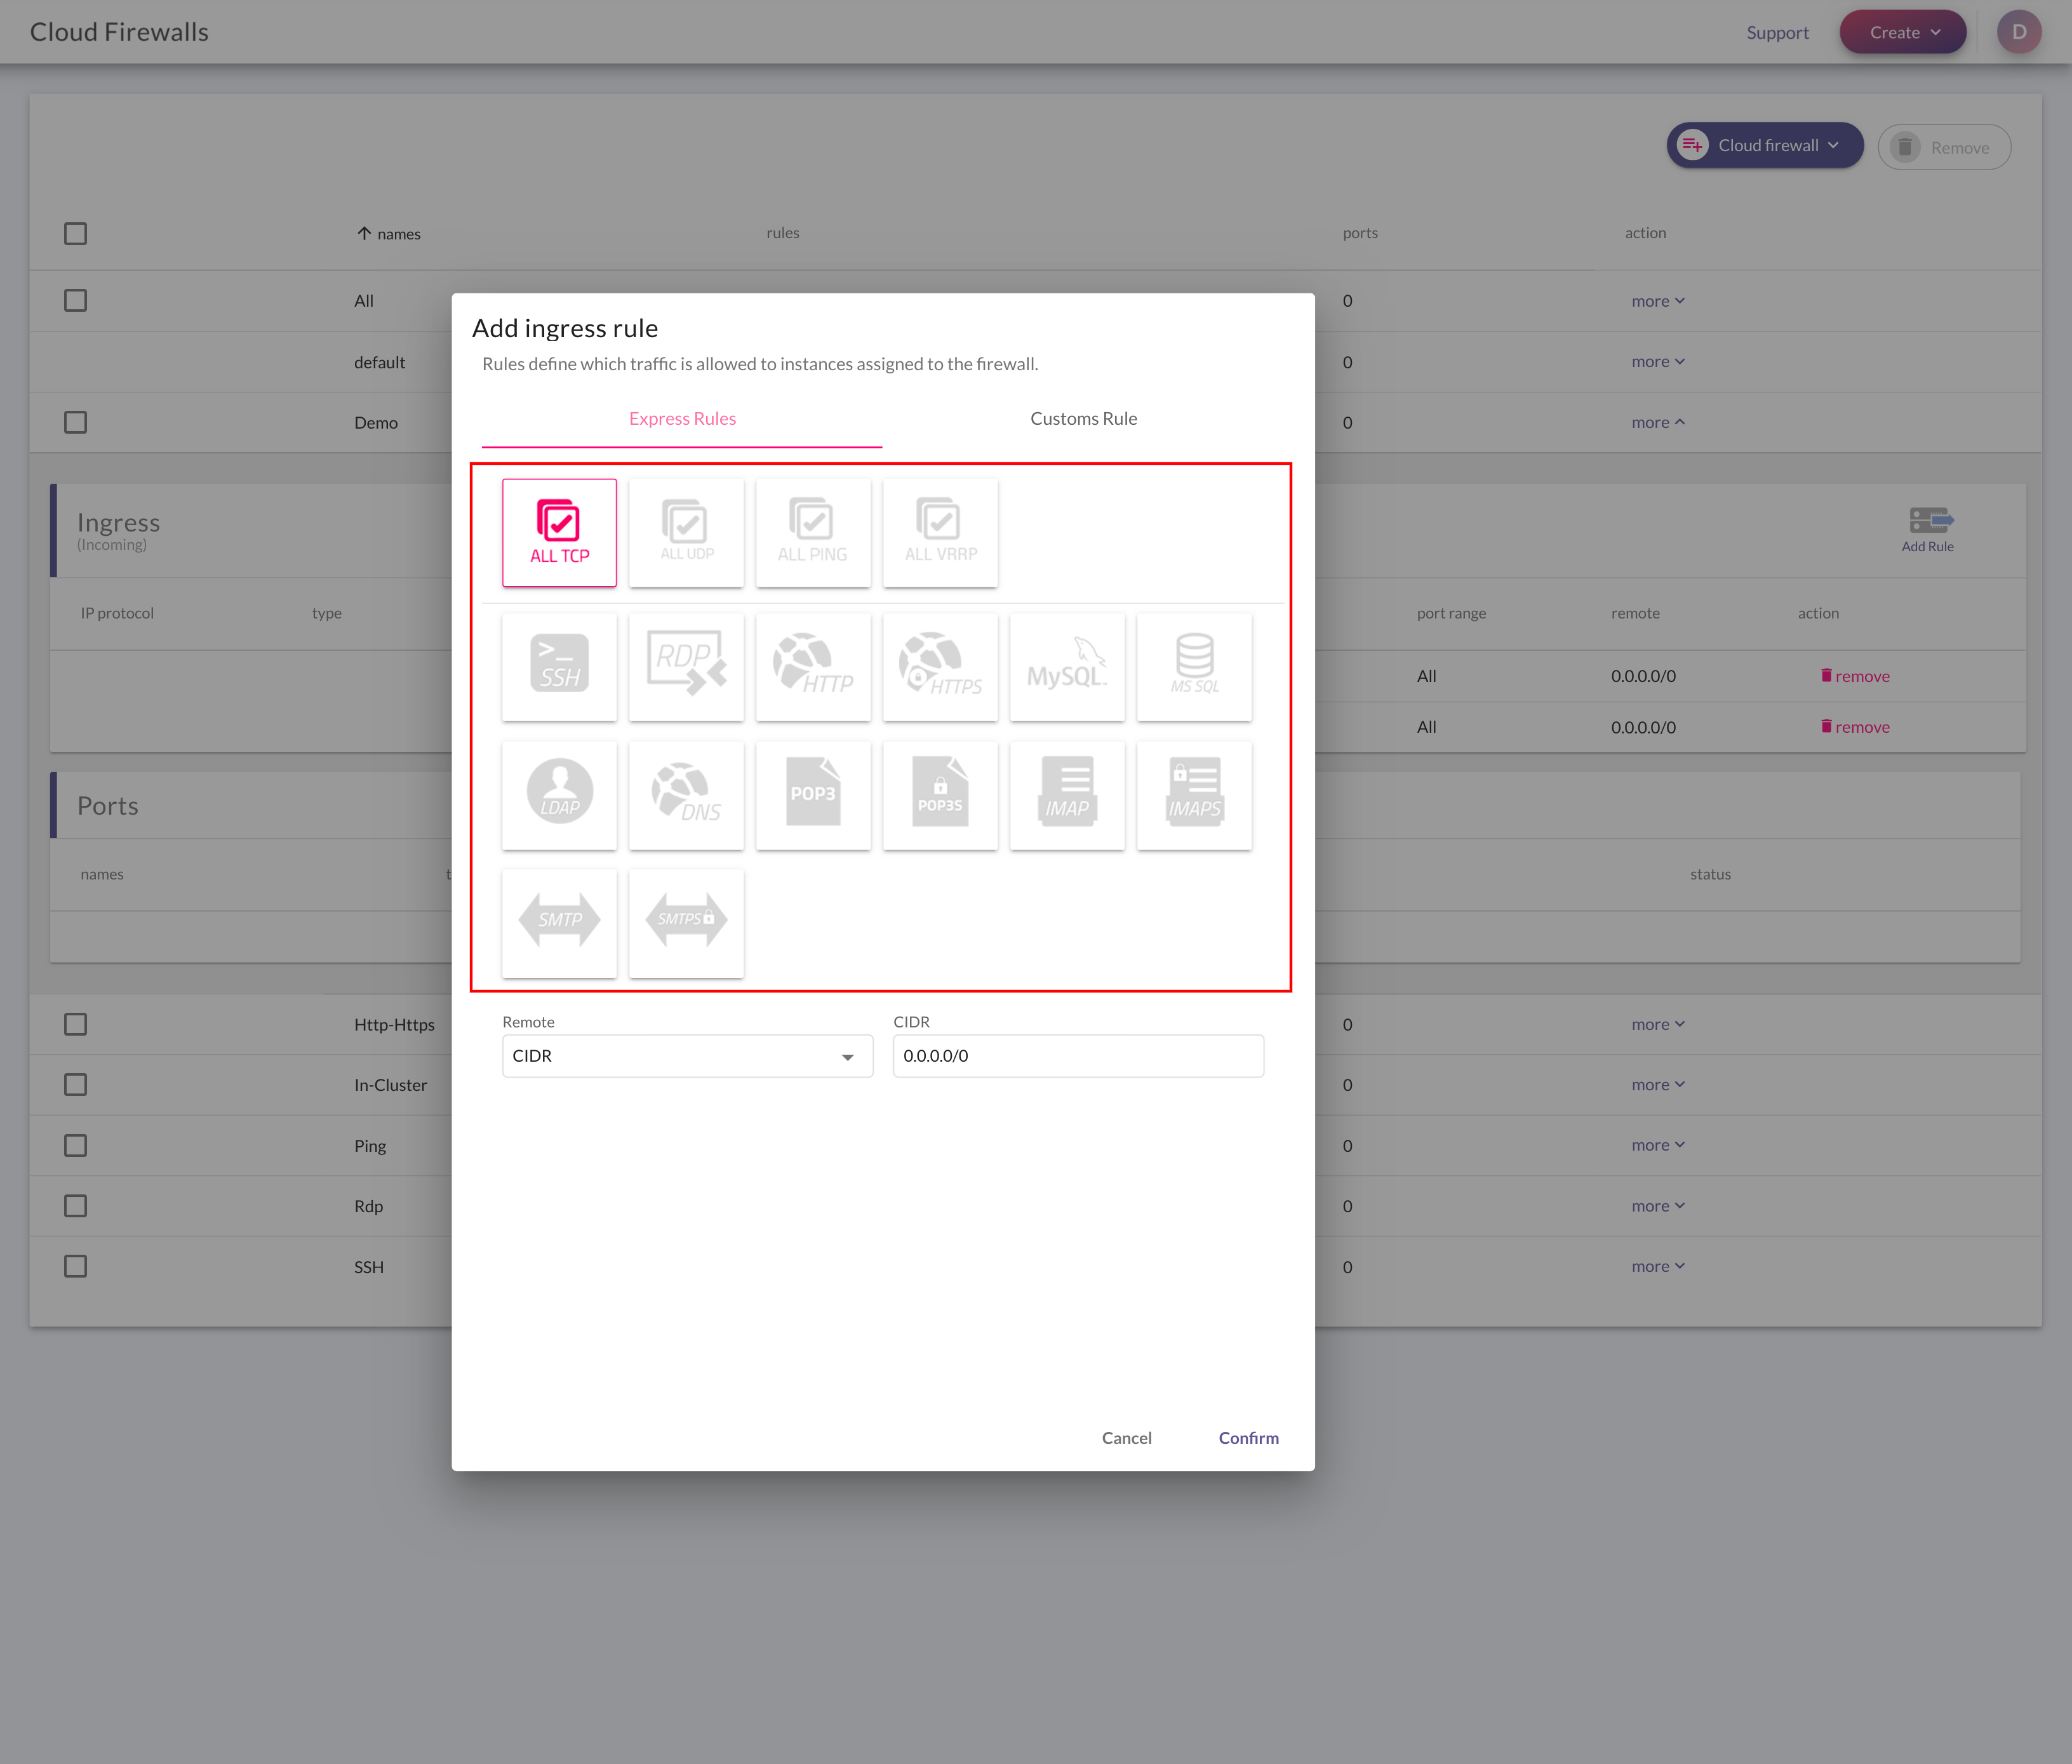 Cloud Firewalls
Support
Create
D
Cloud firewall
Remove
names rules ports action
All 0 more
default 0 more
Demo 0 more
Add ingress rule
Rules define which traffic is allowed to instances assigned to the firewall.
Express Rules Customs Rule
ALL TCP ALL UDP ALL PING ALL VRRP
>_ SSH RDP HTTP HTTPS MySQL MS SQL
LDAP DNS POP3 POP3S IMAP IMAPS
SMTP SMTPS
Remote CIDR
CIDR 0.0.0.0/0
Cancel Confirm
Ingress
(Incoming)
Add Rule
IP protocol type port range remote action
All 0.0.0.0/0 remove
All 0.0.0.0/0 remove
Ports
names t status
Http-Https 0 more
In-Cluster 0 more
Ping 0 more
Rdp 0 more
SSH 0 more